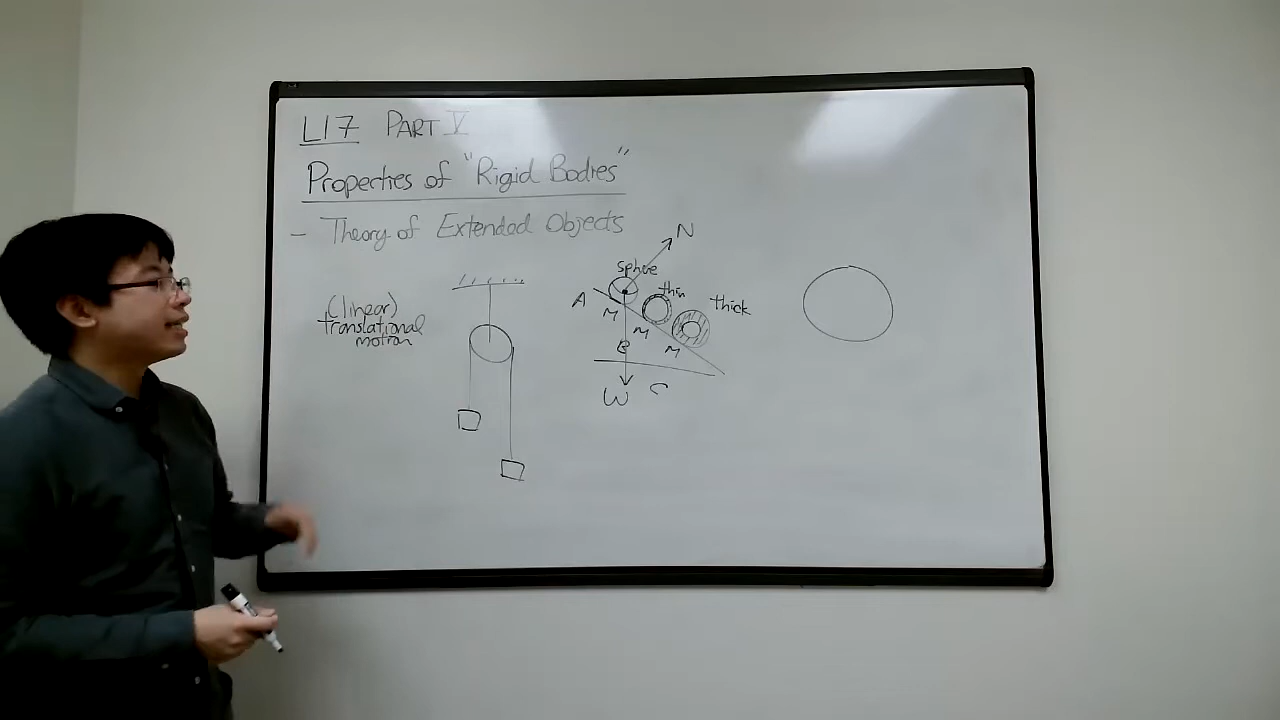 L17 PART V
Properties of "Rigid Bodies"
- Theory of Extended Objects
(linear)
translational
motion
N
sphere
thin
thick
A
M
M
M
B
W
C